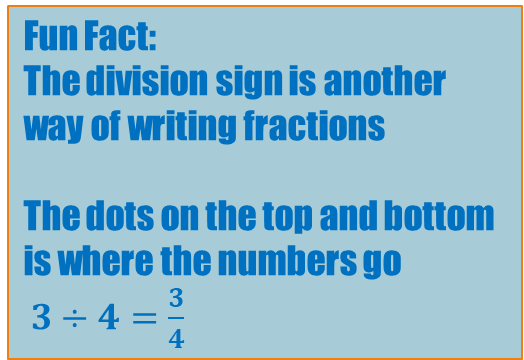 Fun Fact:
The division sign is another
way of writing fractions
The dots on the top and bottom
is where the numbers go
3 ÷ 4 = 3/4